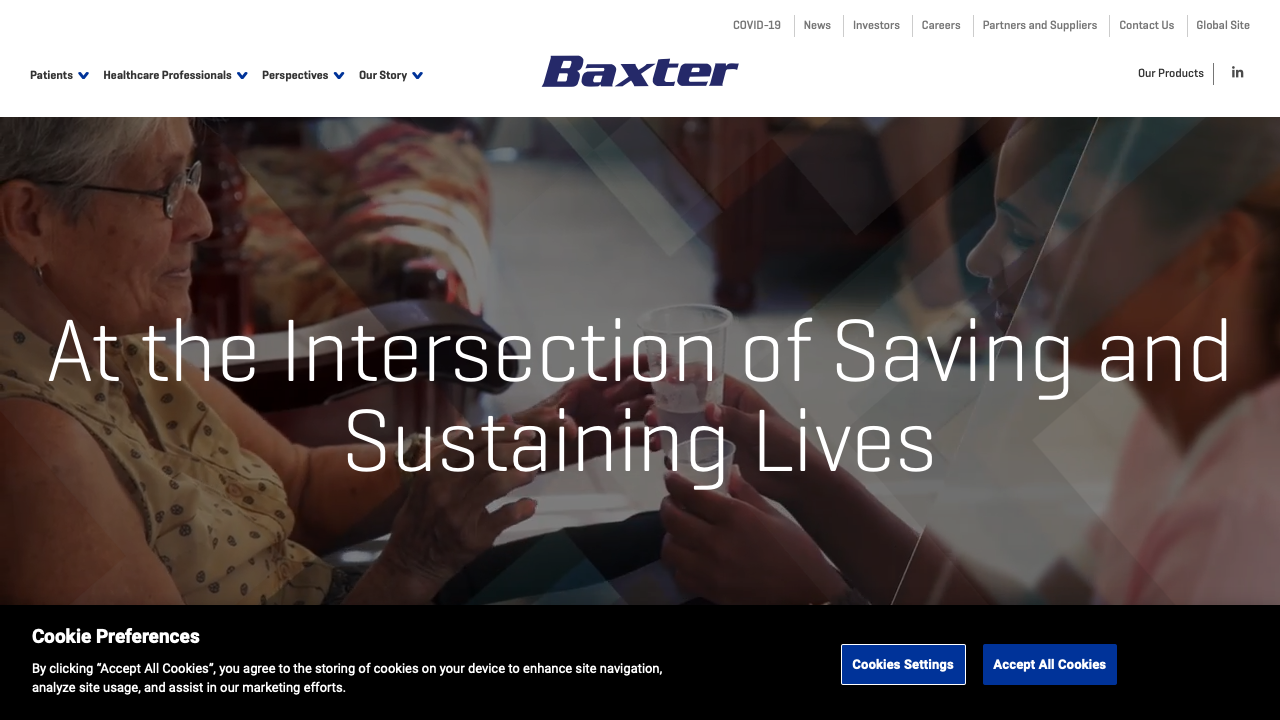 COVID-19
News
Investors
Careers
Partners and Suppliers
Contact Us
Global Site
Patients
Healthcare Professionals
Perspectives
Our Story
Baxter
Our Products
in
At the Intersection of Saving and
Sustaining Lives
Cookie Preferences
By clicking “Accept All Cookies”, you agree to the storing of cookies on your device to enhance site navigation,
analyze site usage, and assist in our marketing efforts.
Cookies Settings
Accept All Cookies